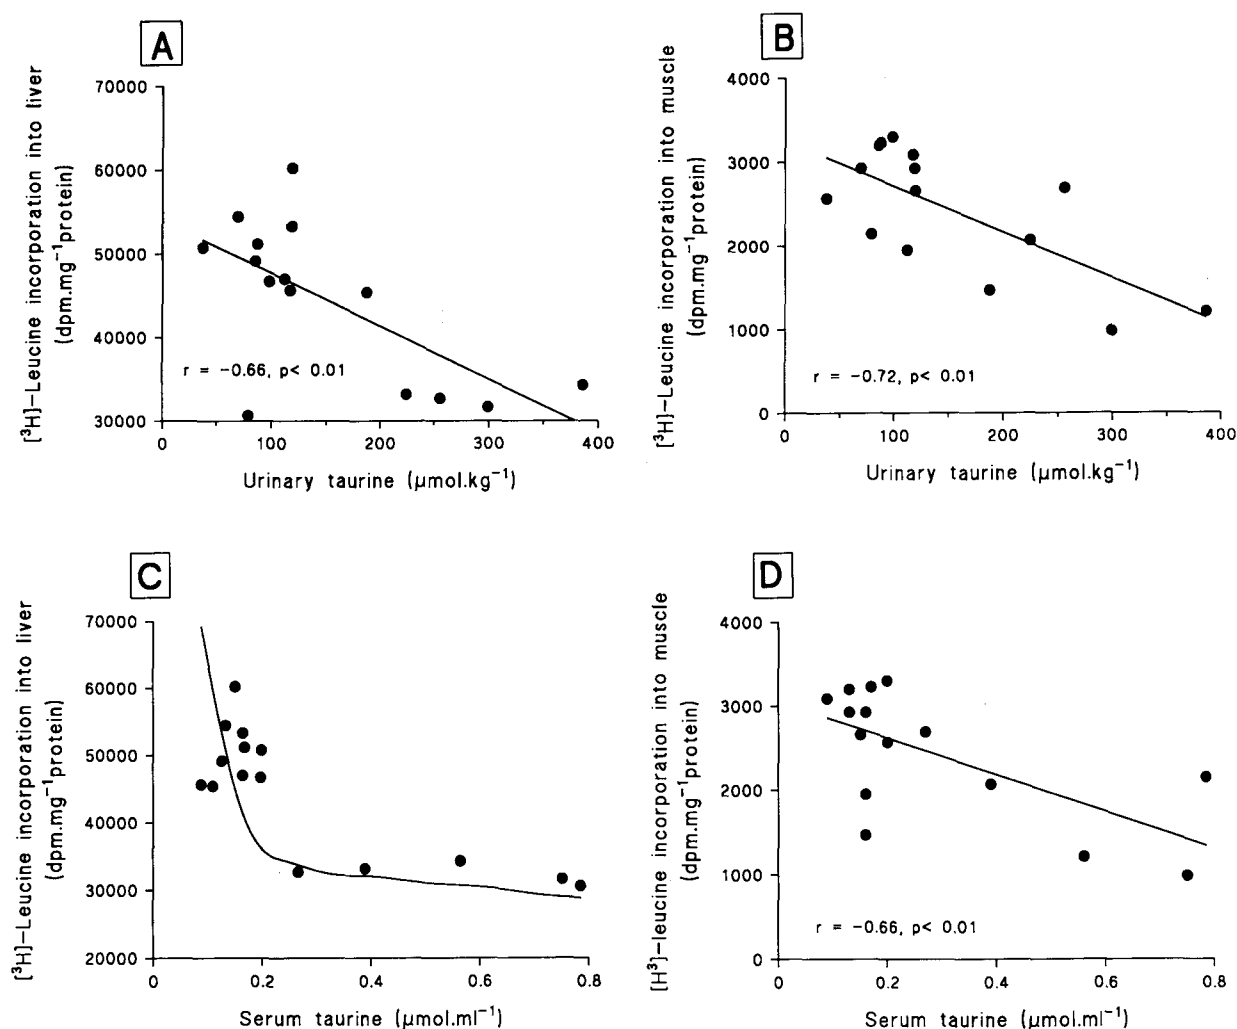 A
[³H]−Leucine incorporation into liver
(dpm.mg⁻¹protein)
70000
60000
50000
40000
30000
r = −0.66, p< 0.01
0
100
200
300
400
Urinary taurine (µmol.kg⁻¹)
B
[³H]−Leucine incorporation into muscle
(dpm.mg⁻¹protein)
4000
3000
2000
1000
0
r = −0.72, p< 0.01
0
100
200
300
400
Urinary taurine (µmol.kg⁻¹)
C
[³H]−Leucine incorporation into liver
(dpm.mg⁻¹protein)
70000
60000
50000
40000
30000
20000
0
0.2
0.4
0.6
0.8
Serum taurine (µmol.ml⁻¹)
D
[H³]−leucine incorporation into muscle
(dpm.mg⁻¹protein)
4000
3000
2000
1000
0
r = −0.66, p< 0.01
0
0.2
0.4
0.6
0.8
Serum taurine (µmol.ml⁻¹)